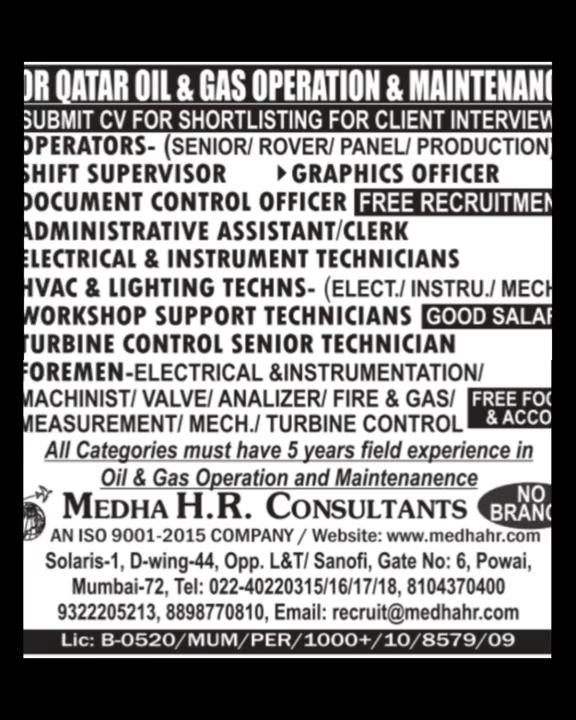 OR QATAR OIL & GAS OPERATION & MAINTENANC
SUBMIT CV FOR SHORTLISTING FOR CLIENT INTERVIEW
OPERATORS- (SENIOR/ ROVER/ PANEL/ PRODUCTION)
SHIFT SUPERVISOR ▶ GRAPHICS OFFICER
DOCUMENT CONTROL OFFICER FREE RECRUITMEN
ADMINISTRATIVE ASSISTANT/CLERK
ELECTRICAL & INSTRUMENT TECHNICIANS
HVAC & LIGHTING TECHNS- (ELECT./ INSTRU./ MECH
WORKSHOP SUPPORT TECHNICIANS GOOD SALAR
TURBINE CONTROL SENIOR TECHNICIAN
FOREMEN-ELECTRICAL &INSTRUMENTATION/
MACHINIST/ VALVE/ ANALIZER/ FIRE & GAS/ FREE FOO
MEASUREMENT/ MECH./ TURBINE CONTROL & ACCO
All Categories must have 5 years field experience in
Oil & Gas Operation and Maintenanence
MEDHA H.R. CONSULTANTS NO BRANC
AN ISO 9001-2015 COMPANY / Website: www.medhahr.com
Solaris-1, D-wing-44, Opp. L&T/ Sanofi, Gate No: 6, Powai,
Mumbai-72, Tel: 022-40220315/16/17/18, 8104370400
9322205213, 8898770810, Email: recruit@medhahr.com
Lic: B-0520/MUM/PER/1000+/10/8579/09